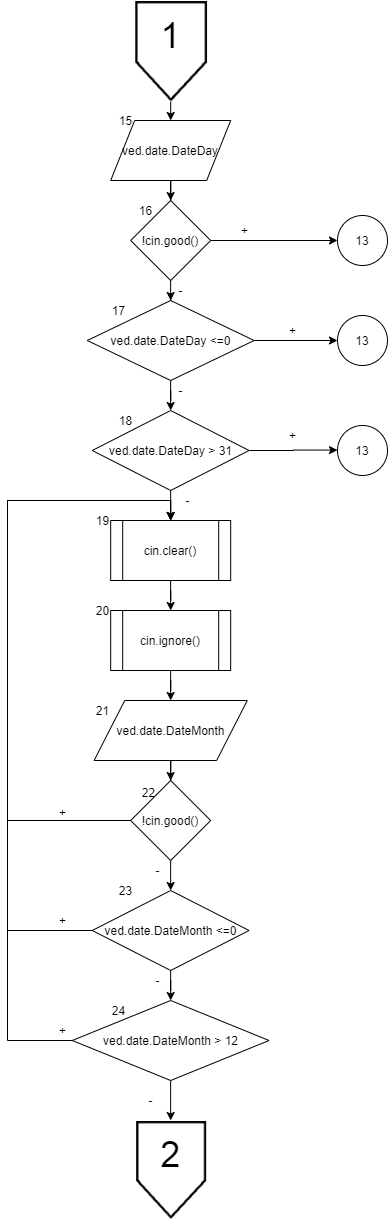 1
15
ved.date.DateDay
16
!cin.good()
+
13
-
17
ved.date.DateDay <=0
+
13
-
18
ved.date.DateDay > 31
+
13
-
19
cin.clear()
20
cin.ignore()
21
ved.date.DateMonth
22
!cin.good()
+
-
23
ved.date.DateMonth <=0
+
-
24
ved.date.DateMonth > 12
+
-
2